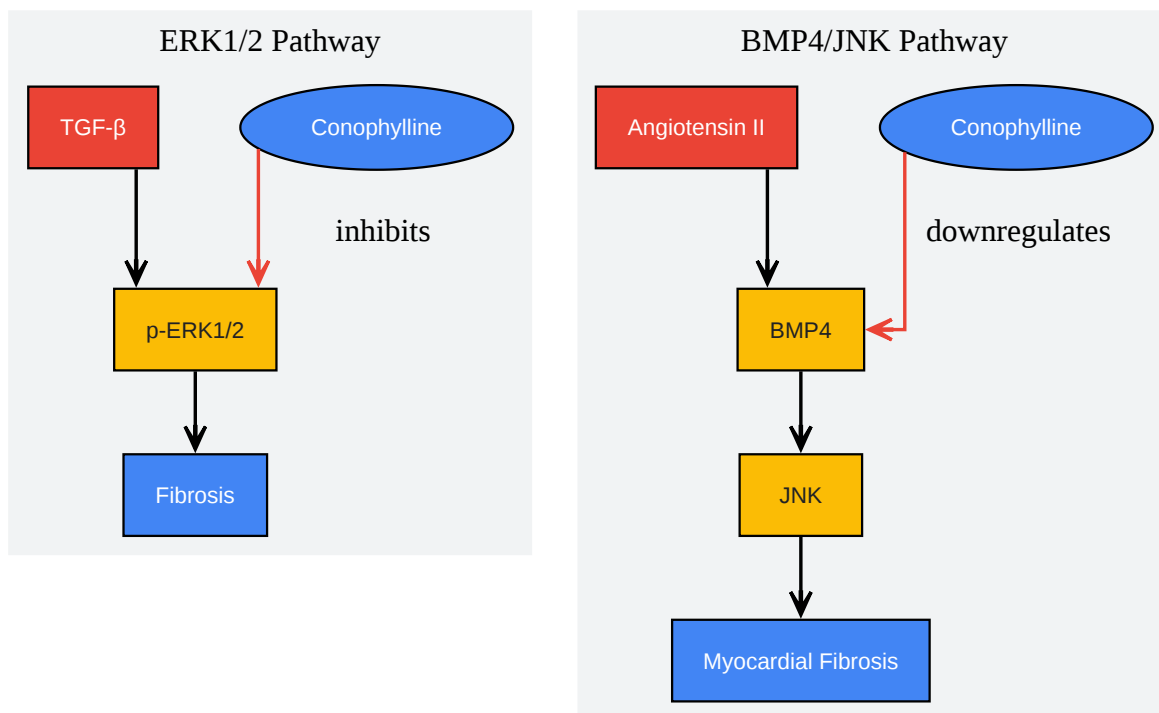 ERK1/2 Pathway
TGF-β
Conophylline
inhibits
p-ERK1/2
Fibrosis
BMP4/JNK Pathway
Angiotensin II
Conophylline
downregulates
BMP4
JNK
Myocardial Fibrosis